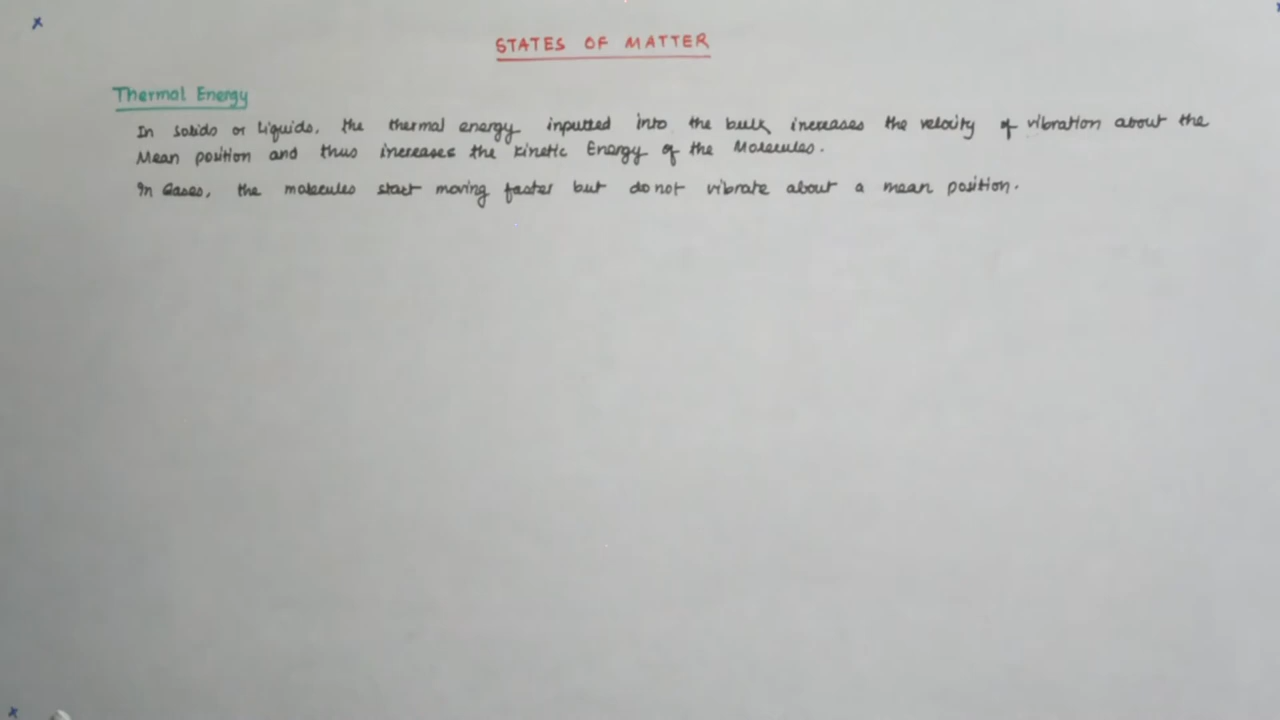 STATES OF MATTER
Thermal Energy
In solids or Liquids, the thermal energy inputted into the bulk increases the velocity of vibration about the
Mean position and thus increases the kinetic Energy of the Molecules.
In Gases, the molecules start moving faster but do not vibrate about a mean position.